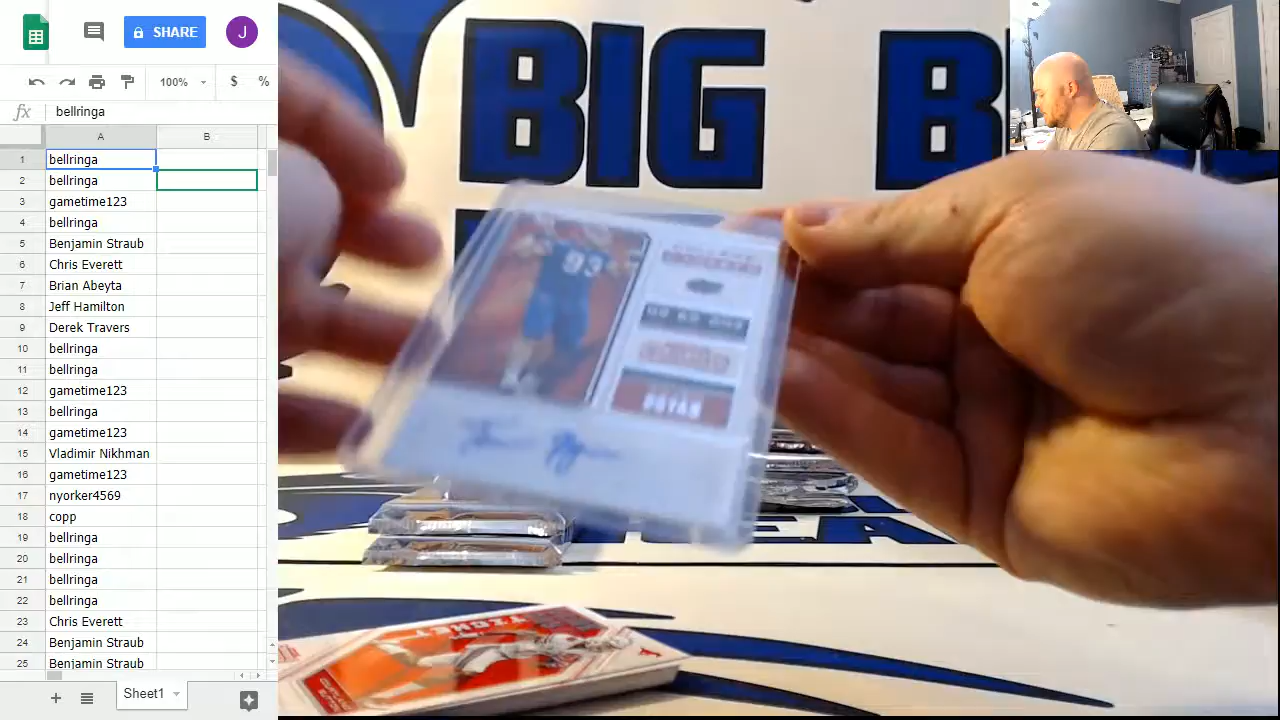 SHARE
J
100%
$
%
fx
bellringa
A
B
1 bellringa
2 bellringa
3 gametime123
4 bellringa
5 Benjamin Straub
6 Chris Everett
7 Brian Abeyta
8 Jeff Hamilton
9 Derek Travers
10 bellringa
11 bellringa
12 gametime123
13 bellringa
14 gametime123
15 Vladimir Nikhman
16 gametime123
17 nyorker4569
18 copp
19 bellringa
20 bellringa
21 bellringa
22 bellringa
23 Chris Everett
24 Benjamin Straub
25 Benjamin Straub
Sheet1
BIG B
93
TICKET